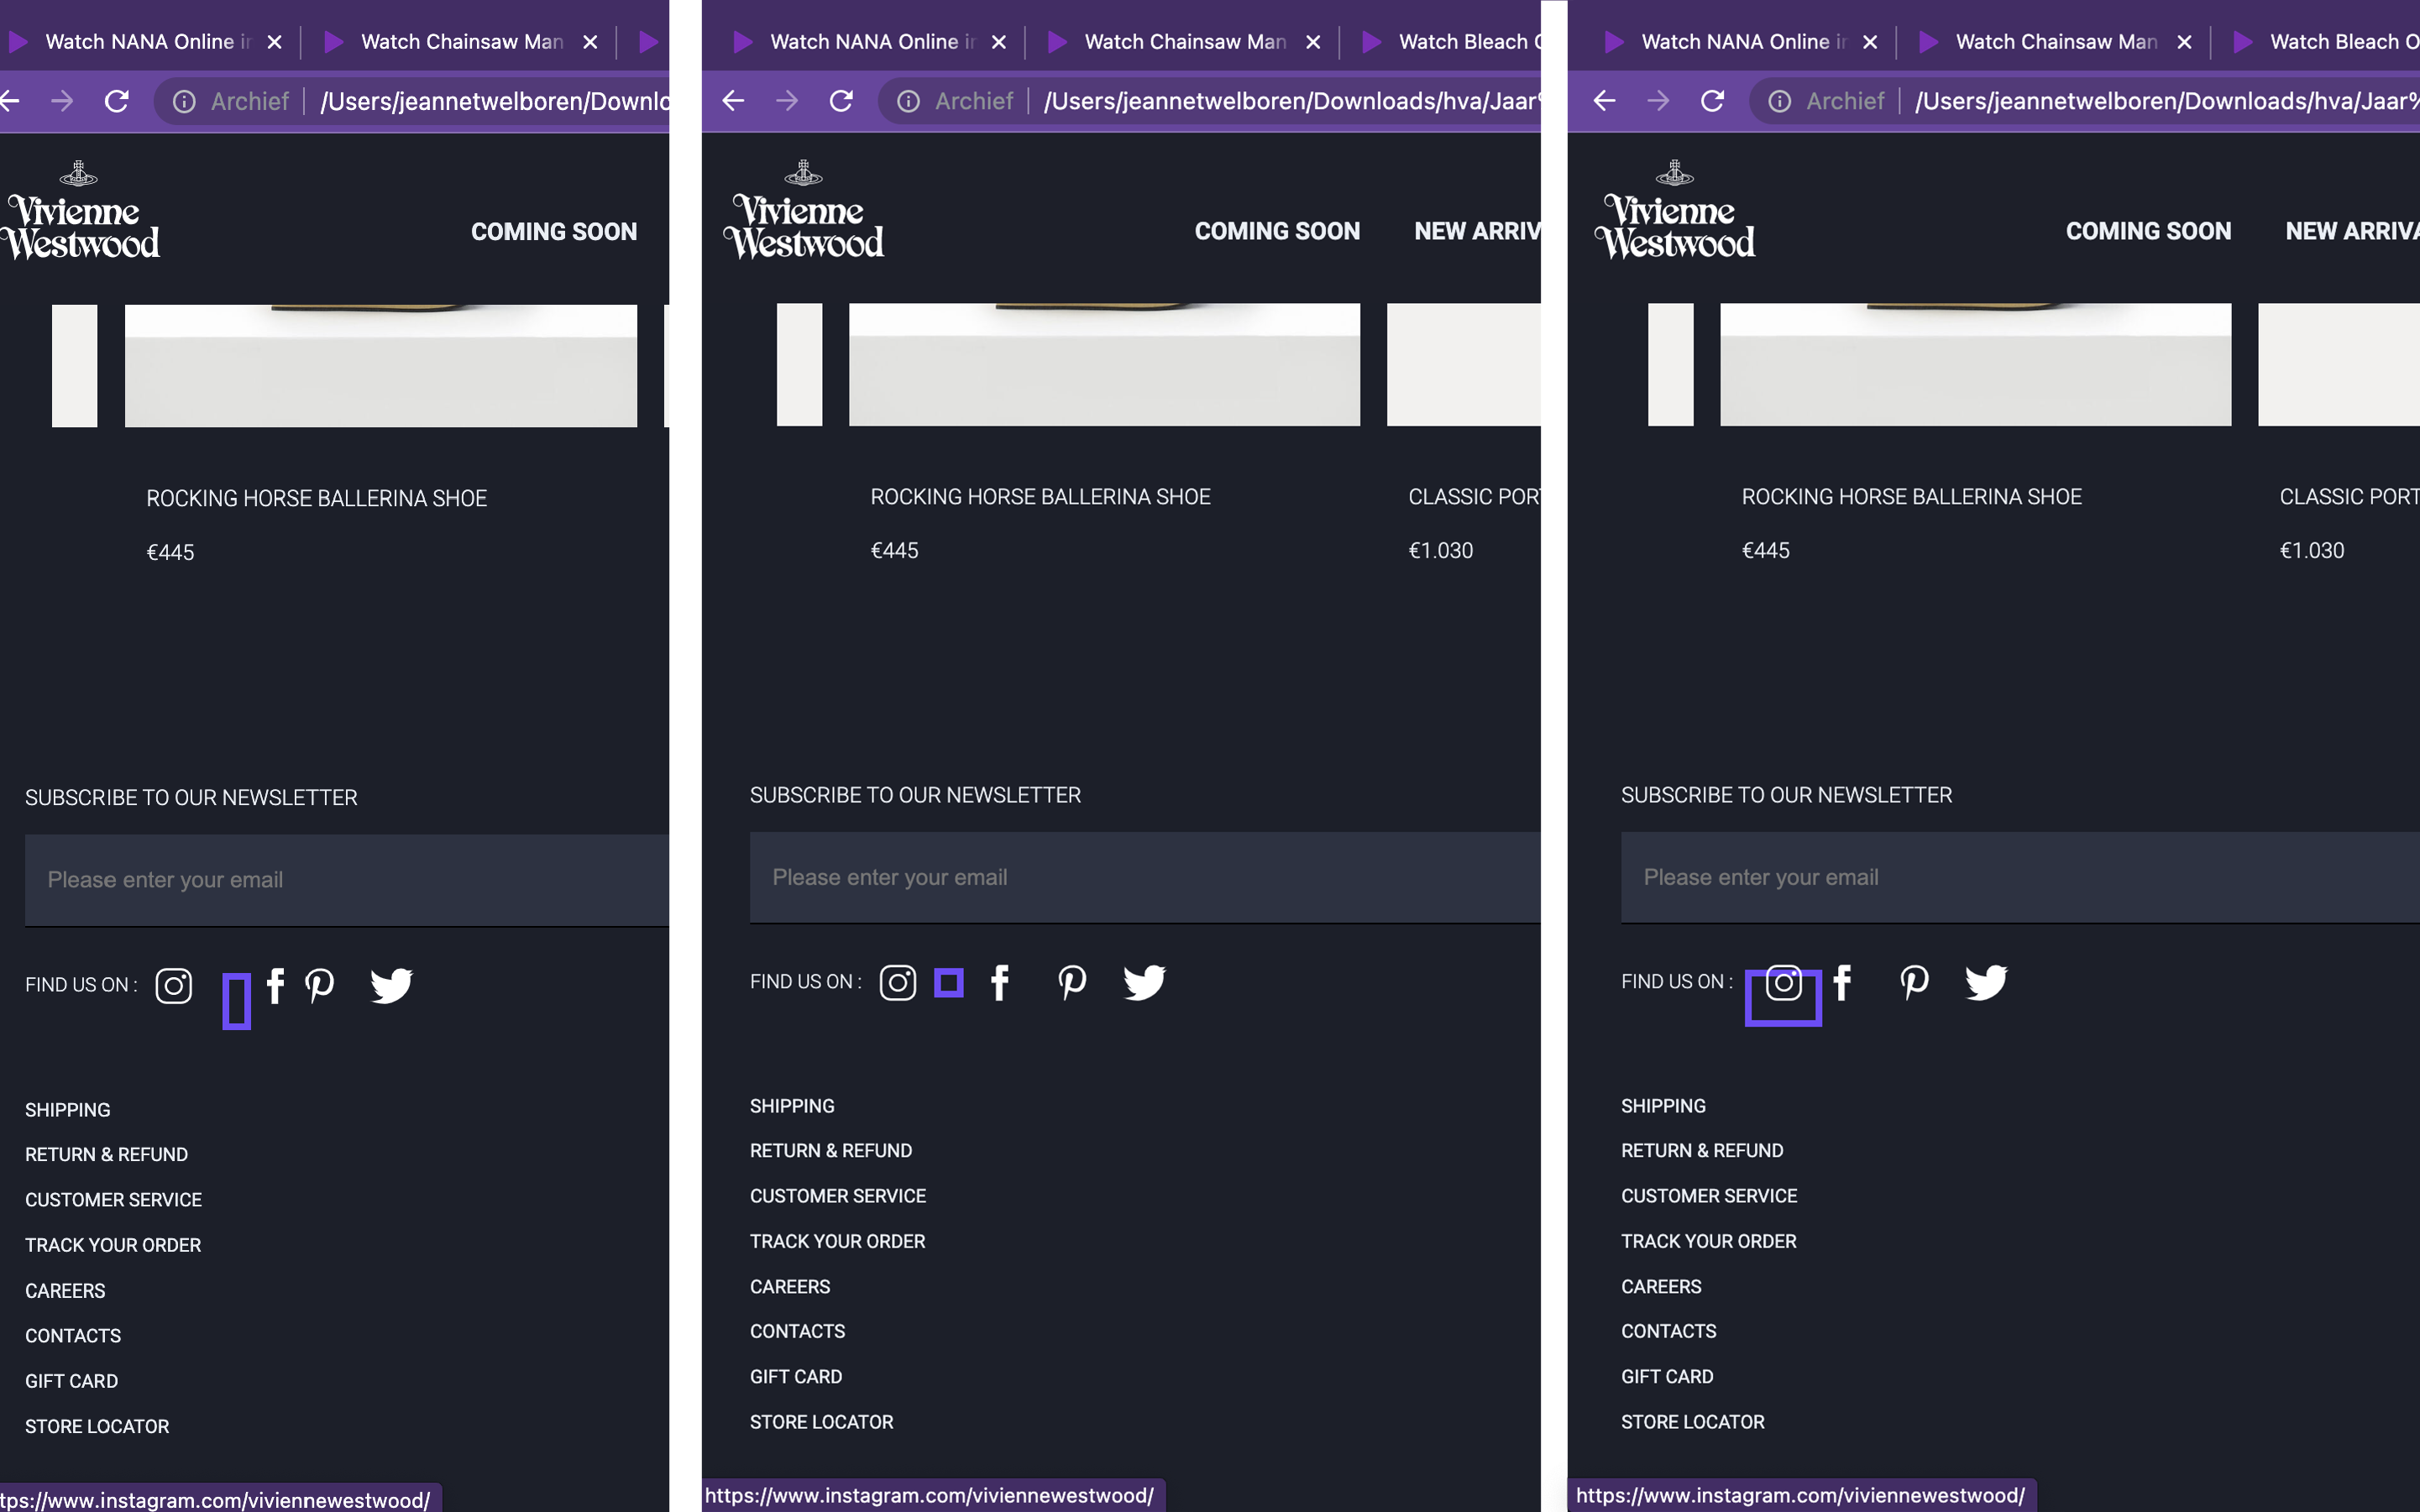 Watch NANA Online in
Watch Chainsaw Man
Archief
/Users/jeannetwelboren/Downlo
Vivienne
Westwood
COMING SOON
ROCKING HORSE BALLERINA SHOE
€445
SUBSCRIBE TO OUR NEWSLETTER
Please enter your email
FIND US ON :
SHIPPING
RETURN & REFUND
CUSTOMER SERVICE
TRACK YOUR ORDER
CAREERS
CONTACTS
GIFT CARD
STORE LOCATOR
tps://www.instagram.com/viviennewestwood/
Watch NANA Online in
Watch Chainsaw Man
Watch Bleach O
Archief
/Users/jeannetwelboren/Downloads/hva/Jaar%
Vivienne
Westwood
COMING SOON
NEW ARRIV
ROCKING HORSE BALLERINA SHOE
€445
CLASSIC PORT
€1.030
SUBSCRIBE TO OUR NEWSLETTER
Please enter your email
FIND US ON :
SHIPPING
RETURN & REFUND
CUSTOMER SERVICE
TRACK YOUR ORDER
CAREERS
CONTACTS
GIFT CARD
STORE LOCATOR
https://www.instagram.com/viviennewestwood/
Watch NANA Online in
Watch Chainsaw Man
Watch Bleach O
Archief
/Users/jeannetwelboren/Downloads/hva/Jaar%
Vivienne
Westwood
COMING SOON
NEW ARRIVA
ROCKING HORSE BALLERINA SHOE
€445
CLASSIC PORT
€1.030
SUBSCRIBE TO OUR NEWSLETTER
Please enter your email
FIND US ON :
SHIPPING
RETURN & REFUND
CUSTOMER SERVICE
TRACK YOUR ORDER
CAREERS
CONTACTS
GIFT CARD
STORE LOCATOR
https://www.instagram.com/viviennewestwood/